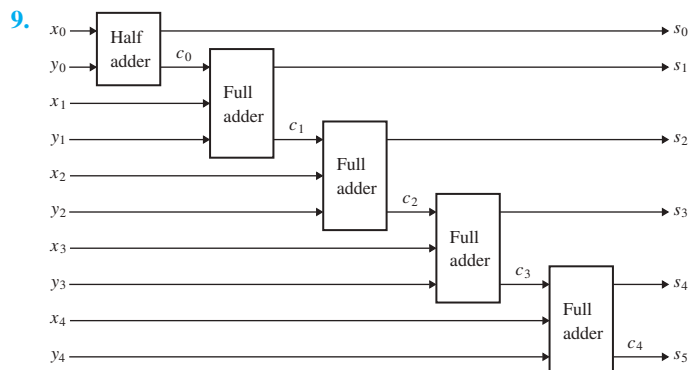 9.
x0
y0
Half
adder
c0
s0
s1
x1
y1
Full
adder
c1
s2
x2
y2
Full
adder
c2
s3
x3
y3
Full
adder
c3
s4
x4
y4
Full
adder
c4
s5